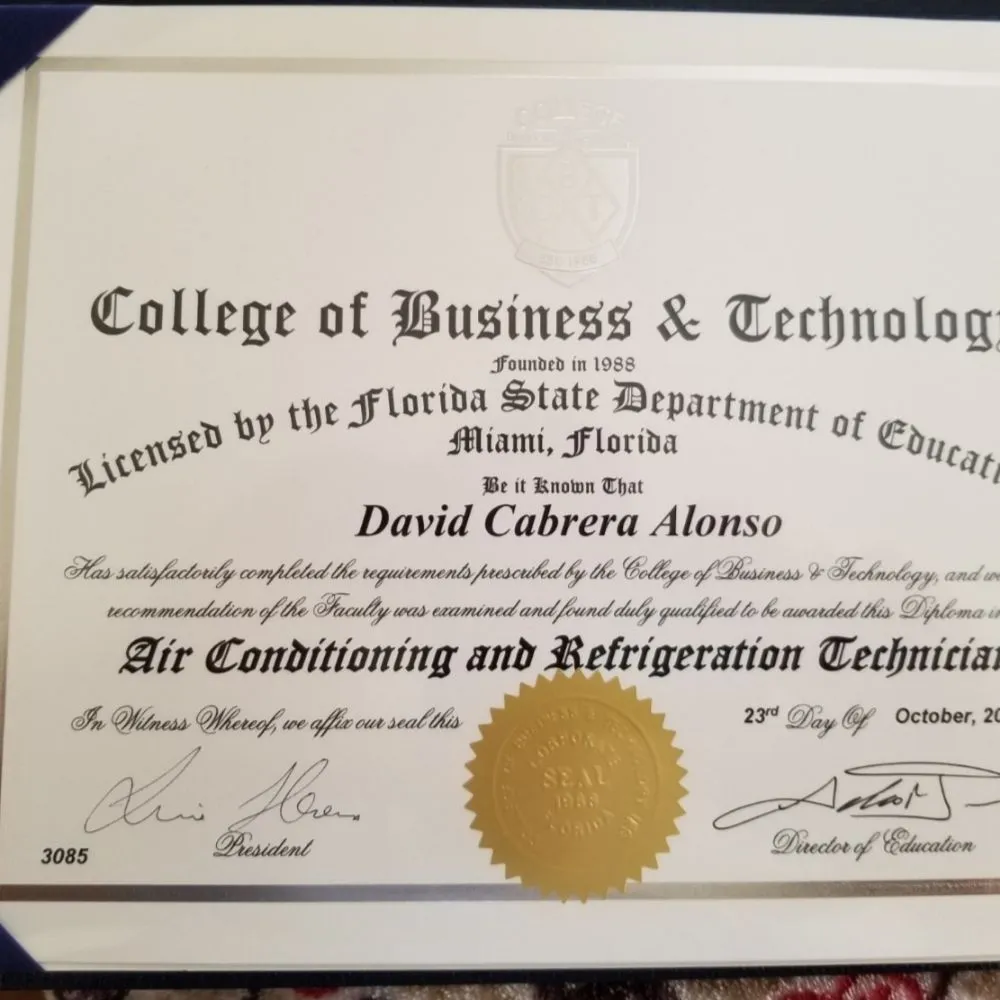 COLLEGE
College of Business & Technology
Founded in 1988
Licensed by the Florida State Department of Educati
Miami, Florida
Be it Known That
David Cabrera Alonso
Has satisfactorily completed the requirements prescribed by the College of Business & Technology, and
recommendation of the Faculty was examined and found duly qualified to be awarded this Diploma
Air Conditioning and Refrigeration Technician
In Witness Whereof, we affix our seal this 23rd Day Of October, 20
CORPORATE
SEAL
1988
FLORIDA
3085
President
Director of Education